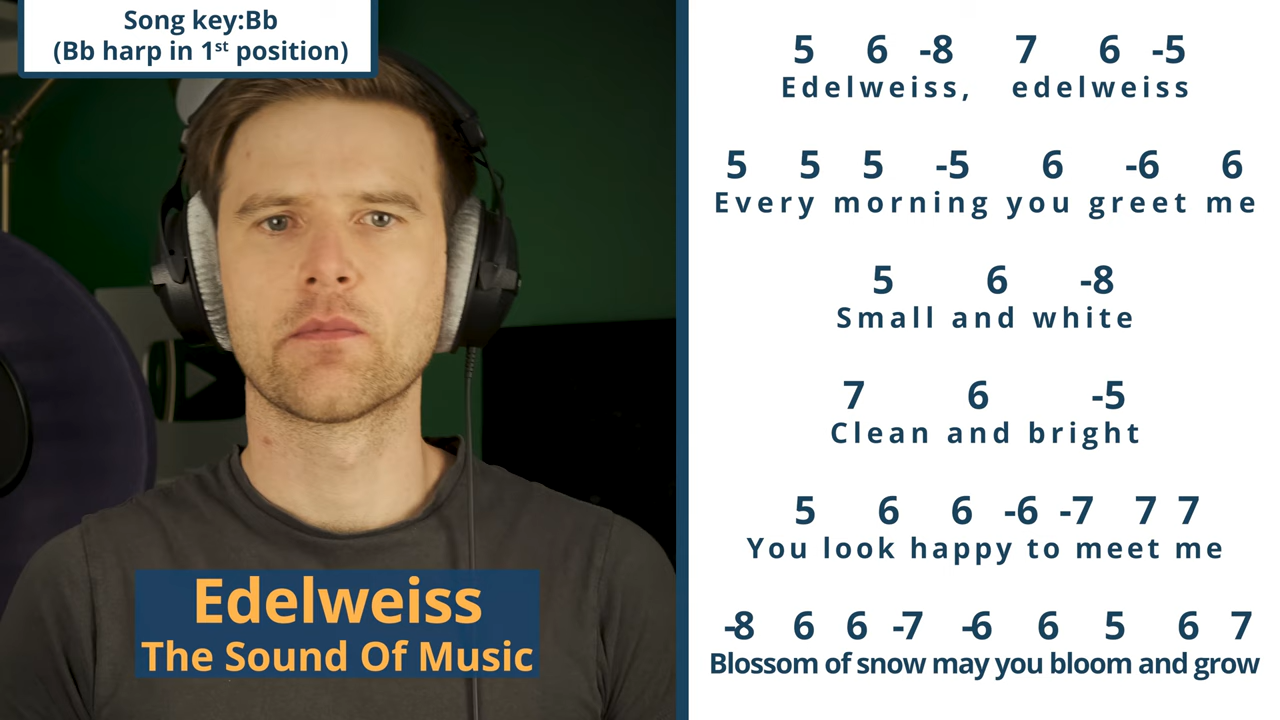 Song key:Bb
(Bb harp in 1st position)
Edelweiss
The Sound Of Music
5 6 -8 7 6 -5
Edelweiss, edelweiss
5 5 5 -5 6 -6 6
Every morning you greet me
5 6 -8
Small and white
7 6 -5
Clean and bright
5 6 6 -6 -7 7 7
You look happy to meet me
-8 6 6 -7 -6 6 5 6 7
Blossom of snow may you bloom and grow